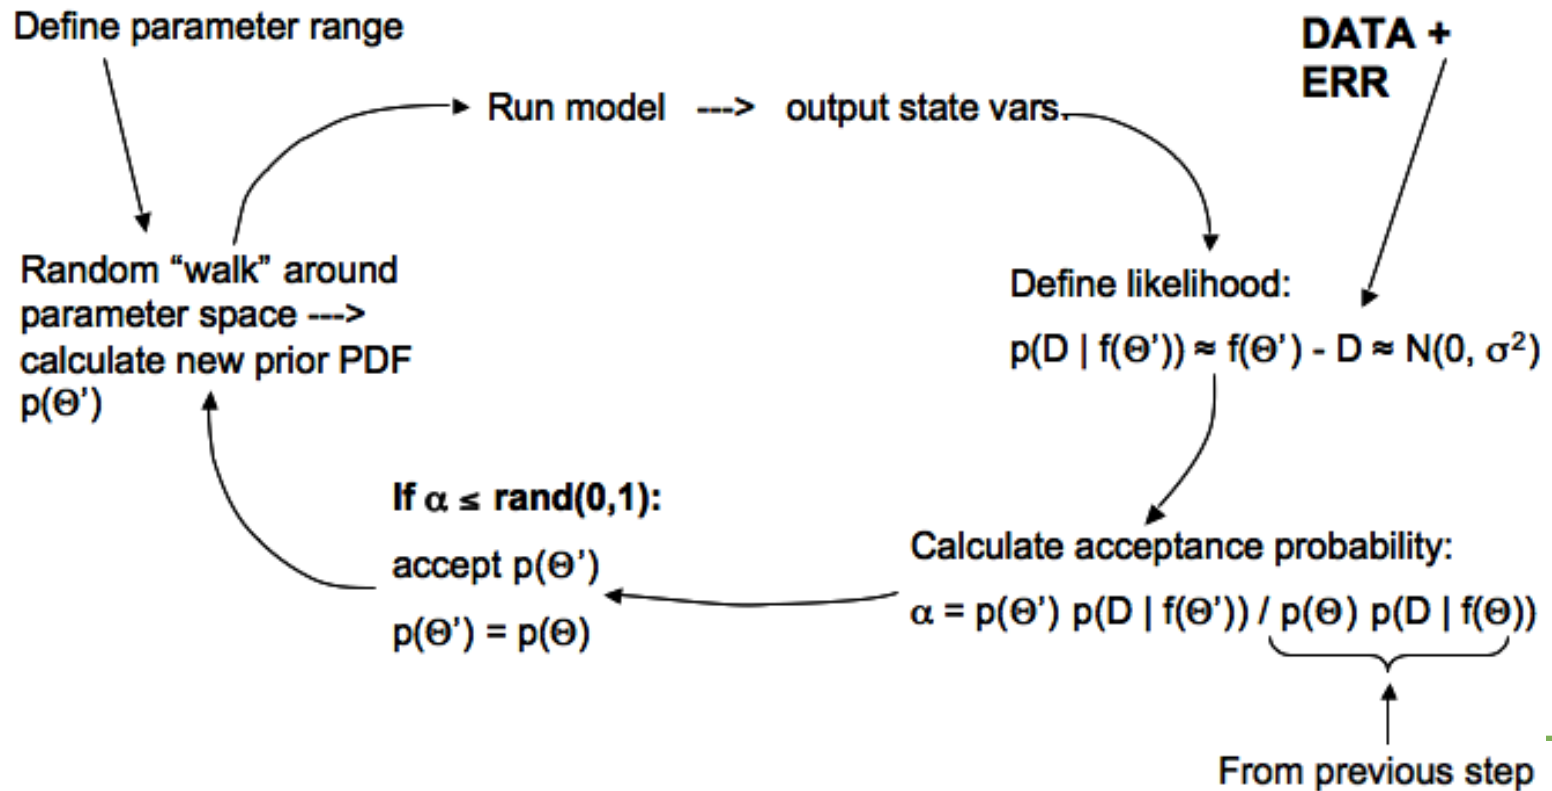 Define parameter range
DATA +
ERR
Run model ---> output state vars.
Random “walk” around
parameter space --->
calculate new prior PDF
p(Θ’)
Define likelihood:
p(D | f(Θ’)) ≈ f(Θ’) - D ≈ N(0, σ²)
If α ≤ rand(0,1):
accept p(Θ’)
p(Θ’) = p(Θ)
Calculate acceptance probability:
α = p(Θ’) p(D | f(Θ’)) / p(Θ) p(D | f(Θ))
From previous step